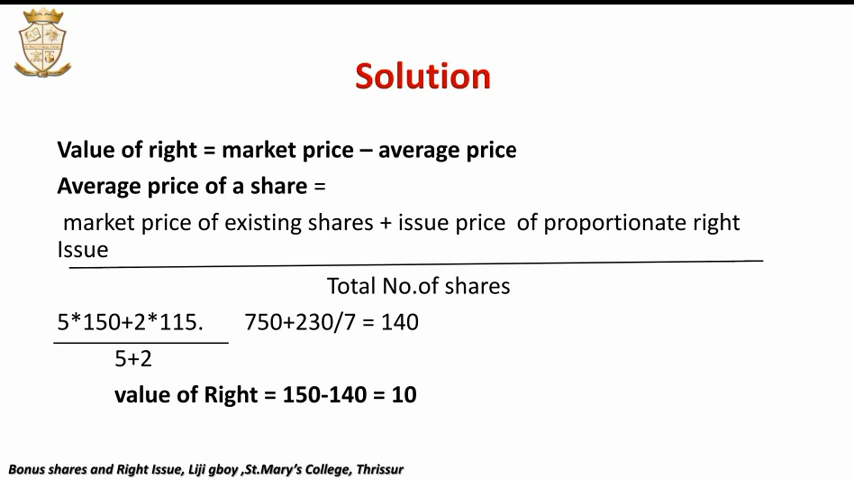 Solution
Value of right = market price – average price
Average price of a share =
market price of existing shares + issue price of proportionate right
Issue
Total No.of shares
5*150+2*115. 750+230/7 = 140
5+2
value of Right = 150-140 = 10
Bonus shares and Right Issue, Liji gboy ,St.Mary's College, Thrissur